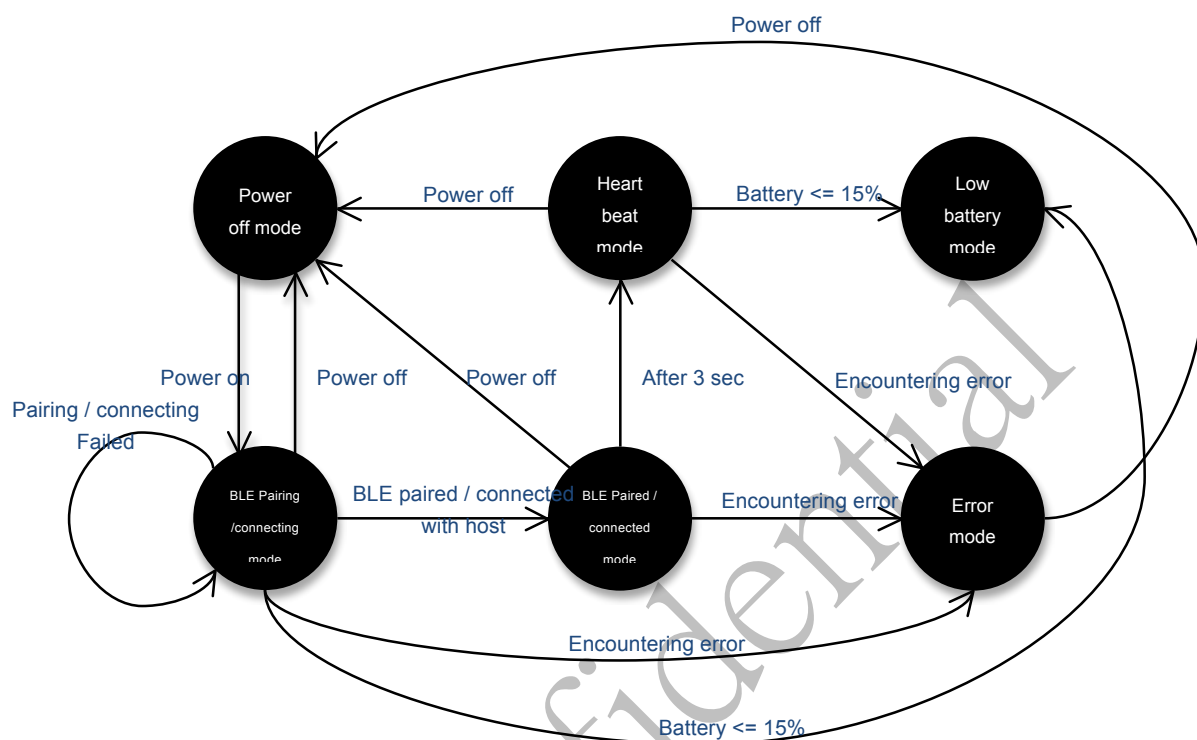 Power off
Power
off mode
Power off
Heart
beat
mode
Battery <= 15%
Low
battery
mode
Power on
Power off
Power off
After 3 sec
Encountering error
Pairing / connecting
Failed
BLE Pairing
/connecting
mode
BLE paired / connected
with host
BLE Paired /
connected
mode
Encountering error
Error
mode
Encountering error
Battery <= 15%
fidential